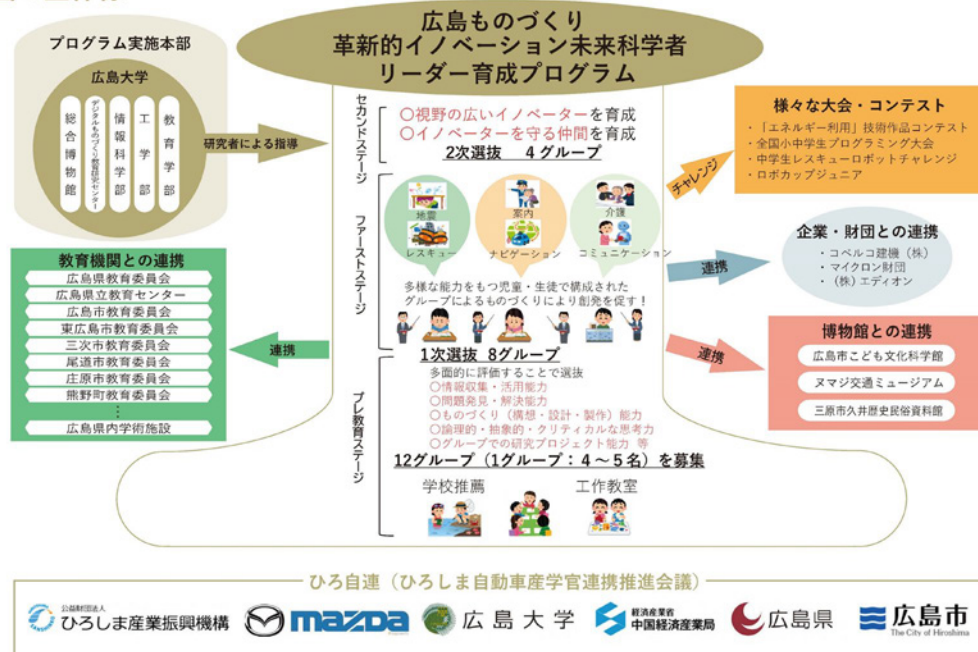 広島ものづくり
革新的イノベーション未来科学者
リーダー育成プログラム
プログラム実施本部
広島大学
総合博物館
デジタルものづくり教育研究センター
情報科学部
工学部
教育学部
研究者による指導
セカンドステージ
○視野の広いイノベーターを育成
○イノベーターを守る仲間を育成
2次選抜 4グループ
チャレンジ
様々な大会・コンテスト
・「エネルギー利用」技術作品コンテスト
・全国小中学生プログラミング大会
・中学生レスキューロボットチャレンジ
・ロボカップジュニア
ファーストステージ
地震
レスキュー
案内
ナビゲーション
介護
コミュニケーション
多様な能力をもつ児童・生徒で構成された
グループによるものづくりにより創発を促す!
連携
企業・財団との連携
・コベルコ建機(株)
・マイクロン財団
・(株)エディオン
教育機関との連携
広島県教育委員会
広島県立教育センター
広島市教育委員会
東広島市教育委員会
三次市教育委員会
尾道市教育委員会
庄原市教育委員会
熊野町教育委員会
⋮
広島県内学術施設
連携
連携
博物館との連携
広島市こども文化科学館
ヌマジ交通ミュージアム
三原市久井歴史民俗資料館
プレ教育ステージ
1次選抜 8グループ
多面的に評価することで選抜
○情報収集・活用能力
○問題発見・解決能力
○ものづくり(構想・設計・製作)能力
○論理的・抽象的・クリティカルな思考力
○グループでの研究プロジェクト能力 等
12グループ(1グループ:4～5名)を募集
学校推薦
工作教室
ひろ自連(ひろしま自動車産学官連携推進会議)
公益財団法人
ひろしま産業振興機構
mazda
広島大学
経済産業省
中国経済産業局
広島県
広島市
The City of Hiroshima